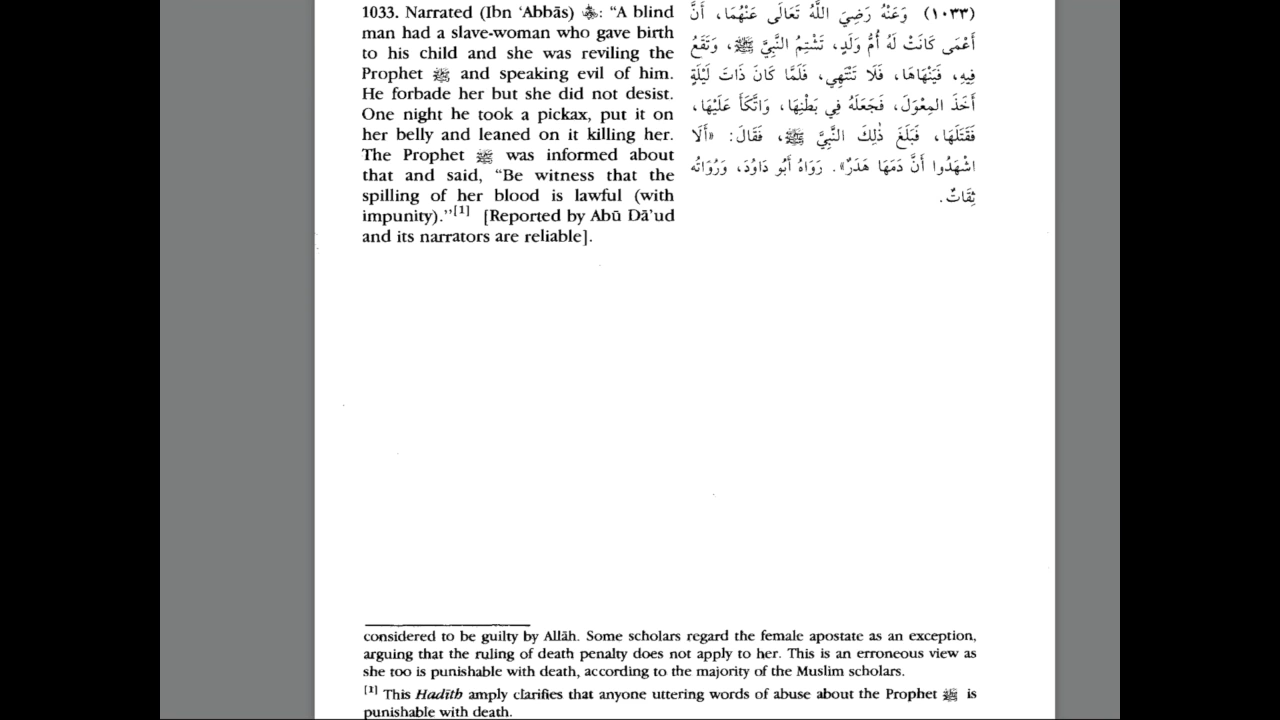 1033. Narrated (Ibn ‘Abbās) : “A blind
man had a slave-woman who gave birth
to his child and she was reviling the
Prophet ﷺ and speaking evil of him.
He forbade her but she did not desist.
One night he took a pickax, put it on
her belly and leaned on it killing her.
The Prophet ﷺ was informed about
that and said, “Be witness that the
spilling of her blood is lawful (with
impunity).”[1] [Reported by Abū Dā’ud
and its narrators are reliable].
(١٠٣٣) وَعَنْهُ رَضِيَ اللَّهُ تَعَالَى عَنْهُمَا، أَنَّ
أَعْمَى كَانَتْ لَهُ أُمُّ وَلَدٍ، تَشْتِمُ النَّبِيَّ ﷺ، وَتَقَعُ
فِيهِ، فَيَنْهَاهَا، فَلَا تَنْتَهِي، فَلَمَّا كَانَ ذَاتَ لَيْلَةٍ
أَخَذَ المِعْوَلَ، فَجَعَلَهُ فِي بَطْنِهَا، وَاتَّكَأَ عَلَيْهَا،
فَقَتَلَهَا، فَبَلَغَ ذٰلِكَ النَّبِيَّ ﷺ، فَقَالَ: «أَلَا
اشْهَدُوا أَنَّ دَمَهَا هَدَرٌ». رَوَاهُ أَبُو دَاوُدَ، وَرُوَاتُه
ثِقَاتٌ.
considered to be guilty by Allāh. Some scholars regard the female apostate as an exception,
arguing that the ruling of death penalty does not apply to her. This is an erroneous view as
she too is punishable with death, according to the majority of the Muslim scholars.
[1] This Hadīth amply clarifies that anyone uttering words of abuse about the Prophet ﷺ is
punishable with death.